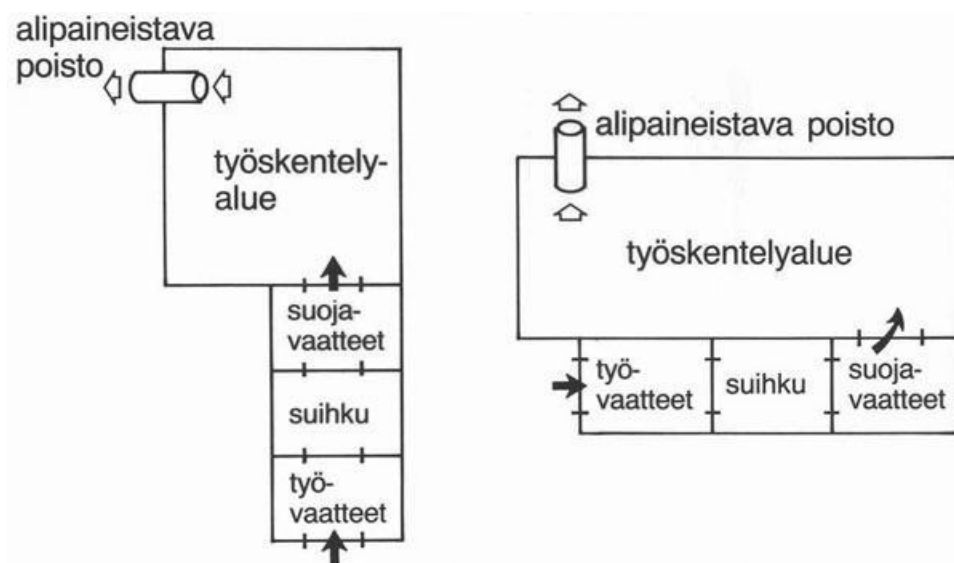 alipaineistava
poisto
työskentely-
alue
suoja-
vaatteet
suihku
työ-
vaatteet
alipaineistava poisto
työskentelyalue
työ-
vaatteet
suihku
suoja-
vaatteet